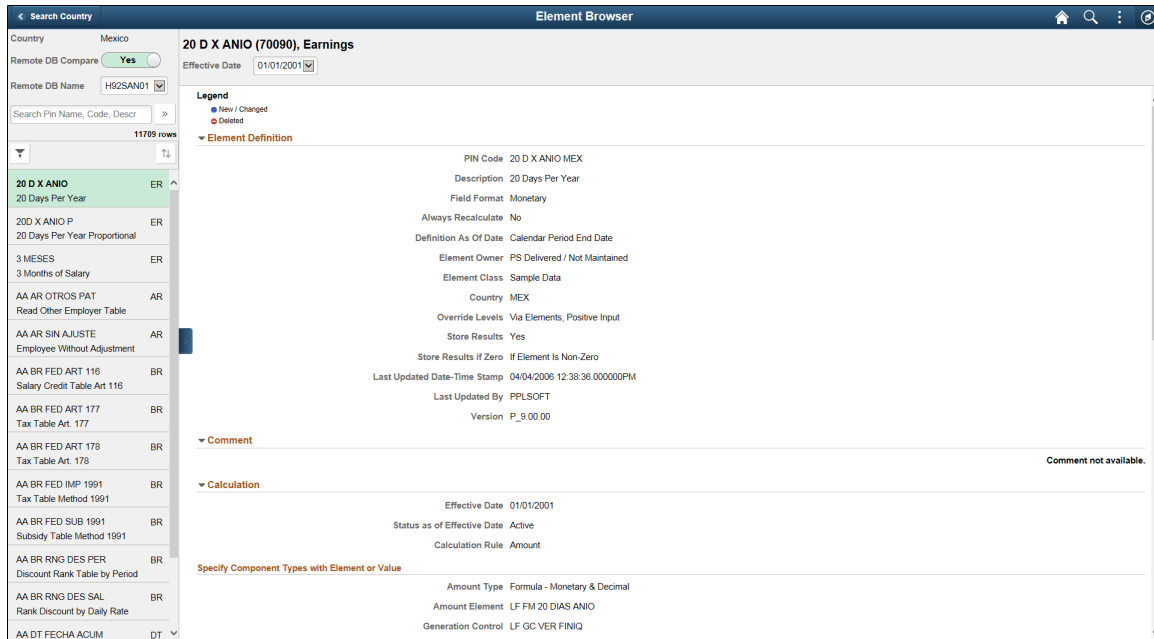 Search Country
Element Browser
Country Mexico
Remote DB Compare Yes
Remote DB Name H92SAN01
Search Pin Name, Code, Descr »
11709 rows
20 D X ANIO ER
20 Days Per Year
20D X ANIO P ER
20 Days Per Year Proportional
3 MESES ER
3 Months of Salary
AA AR OTROS PAT AR
Read Other Employer Table
AA AR SIN AJUSTE AR
Employee Without Adjustment
AA BR FED ART 116 BR
Salary Credit Table Art 116
AA BR FED ART 177 BR
Tax Table Art. 177
AA BR FED ART 178 BR
Tax Table Art. 178
AA BR FED IMP 1991 BR
Tax Table Method 1991
AA BR FED SUB 1991 BR
Subsidy Table Method 1991
AA BR RNG DES PER BR
Discount Rank Table by Period
AA BR RNG DES SAL BR
Rank Discount by Daily Rate
AA DT FECHA ACUM DT
20 D X ANIO (70090), Earnings
Effective Date 01/01/2001
Legend
New / Changed
Deleted
Element Definition
PIN Code 20 D X ANIO MEX
Description 20 Days Per Year
Field Format Monetary
Always Recalculate No
Definition As Of Date Calendar Period End Date
Element Owner PS Delivered / Not Maintained
Element Class Sample Data
Country MEX
Override Levels Via Elements, Positive Input
Store Results Yes
Store Results if Zero If Element Is Non-Zero
Last Updated Date-Time Stamp 04/04/2006 12:38:36.000000PM
Last Updated By PPLSOFT
Version P_9.00.00
Comment
Comment not available.
Calculation
Effective Date 01/01/2001
Status as of Effective Date Active
Calculation Rule Amount
Specify Component Types with Element or Value
Amount Type Formula - Monetary & Decimal
Amount Element LF FM 20 DIAS ANIO
Generation Control LF GC VER FINIQ